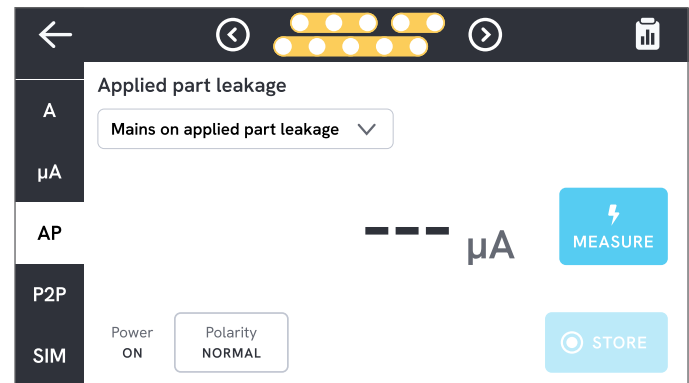 Applied part leakage
A
Mains on applied part leakage
µA
AP
--- µA
MEASURE
P2P
Power
ON
Polarity
NORMAL
SIM
STORE